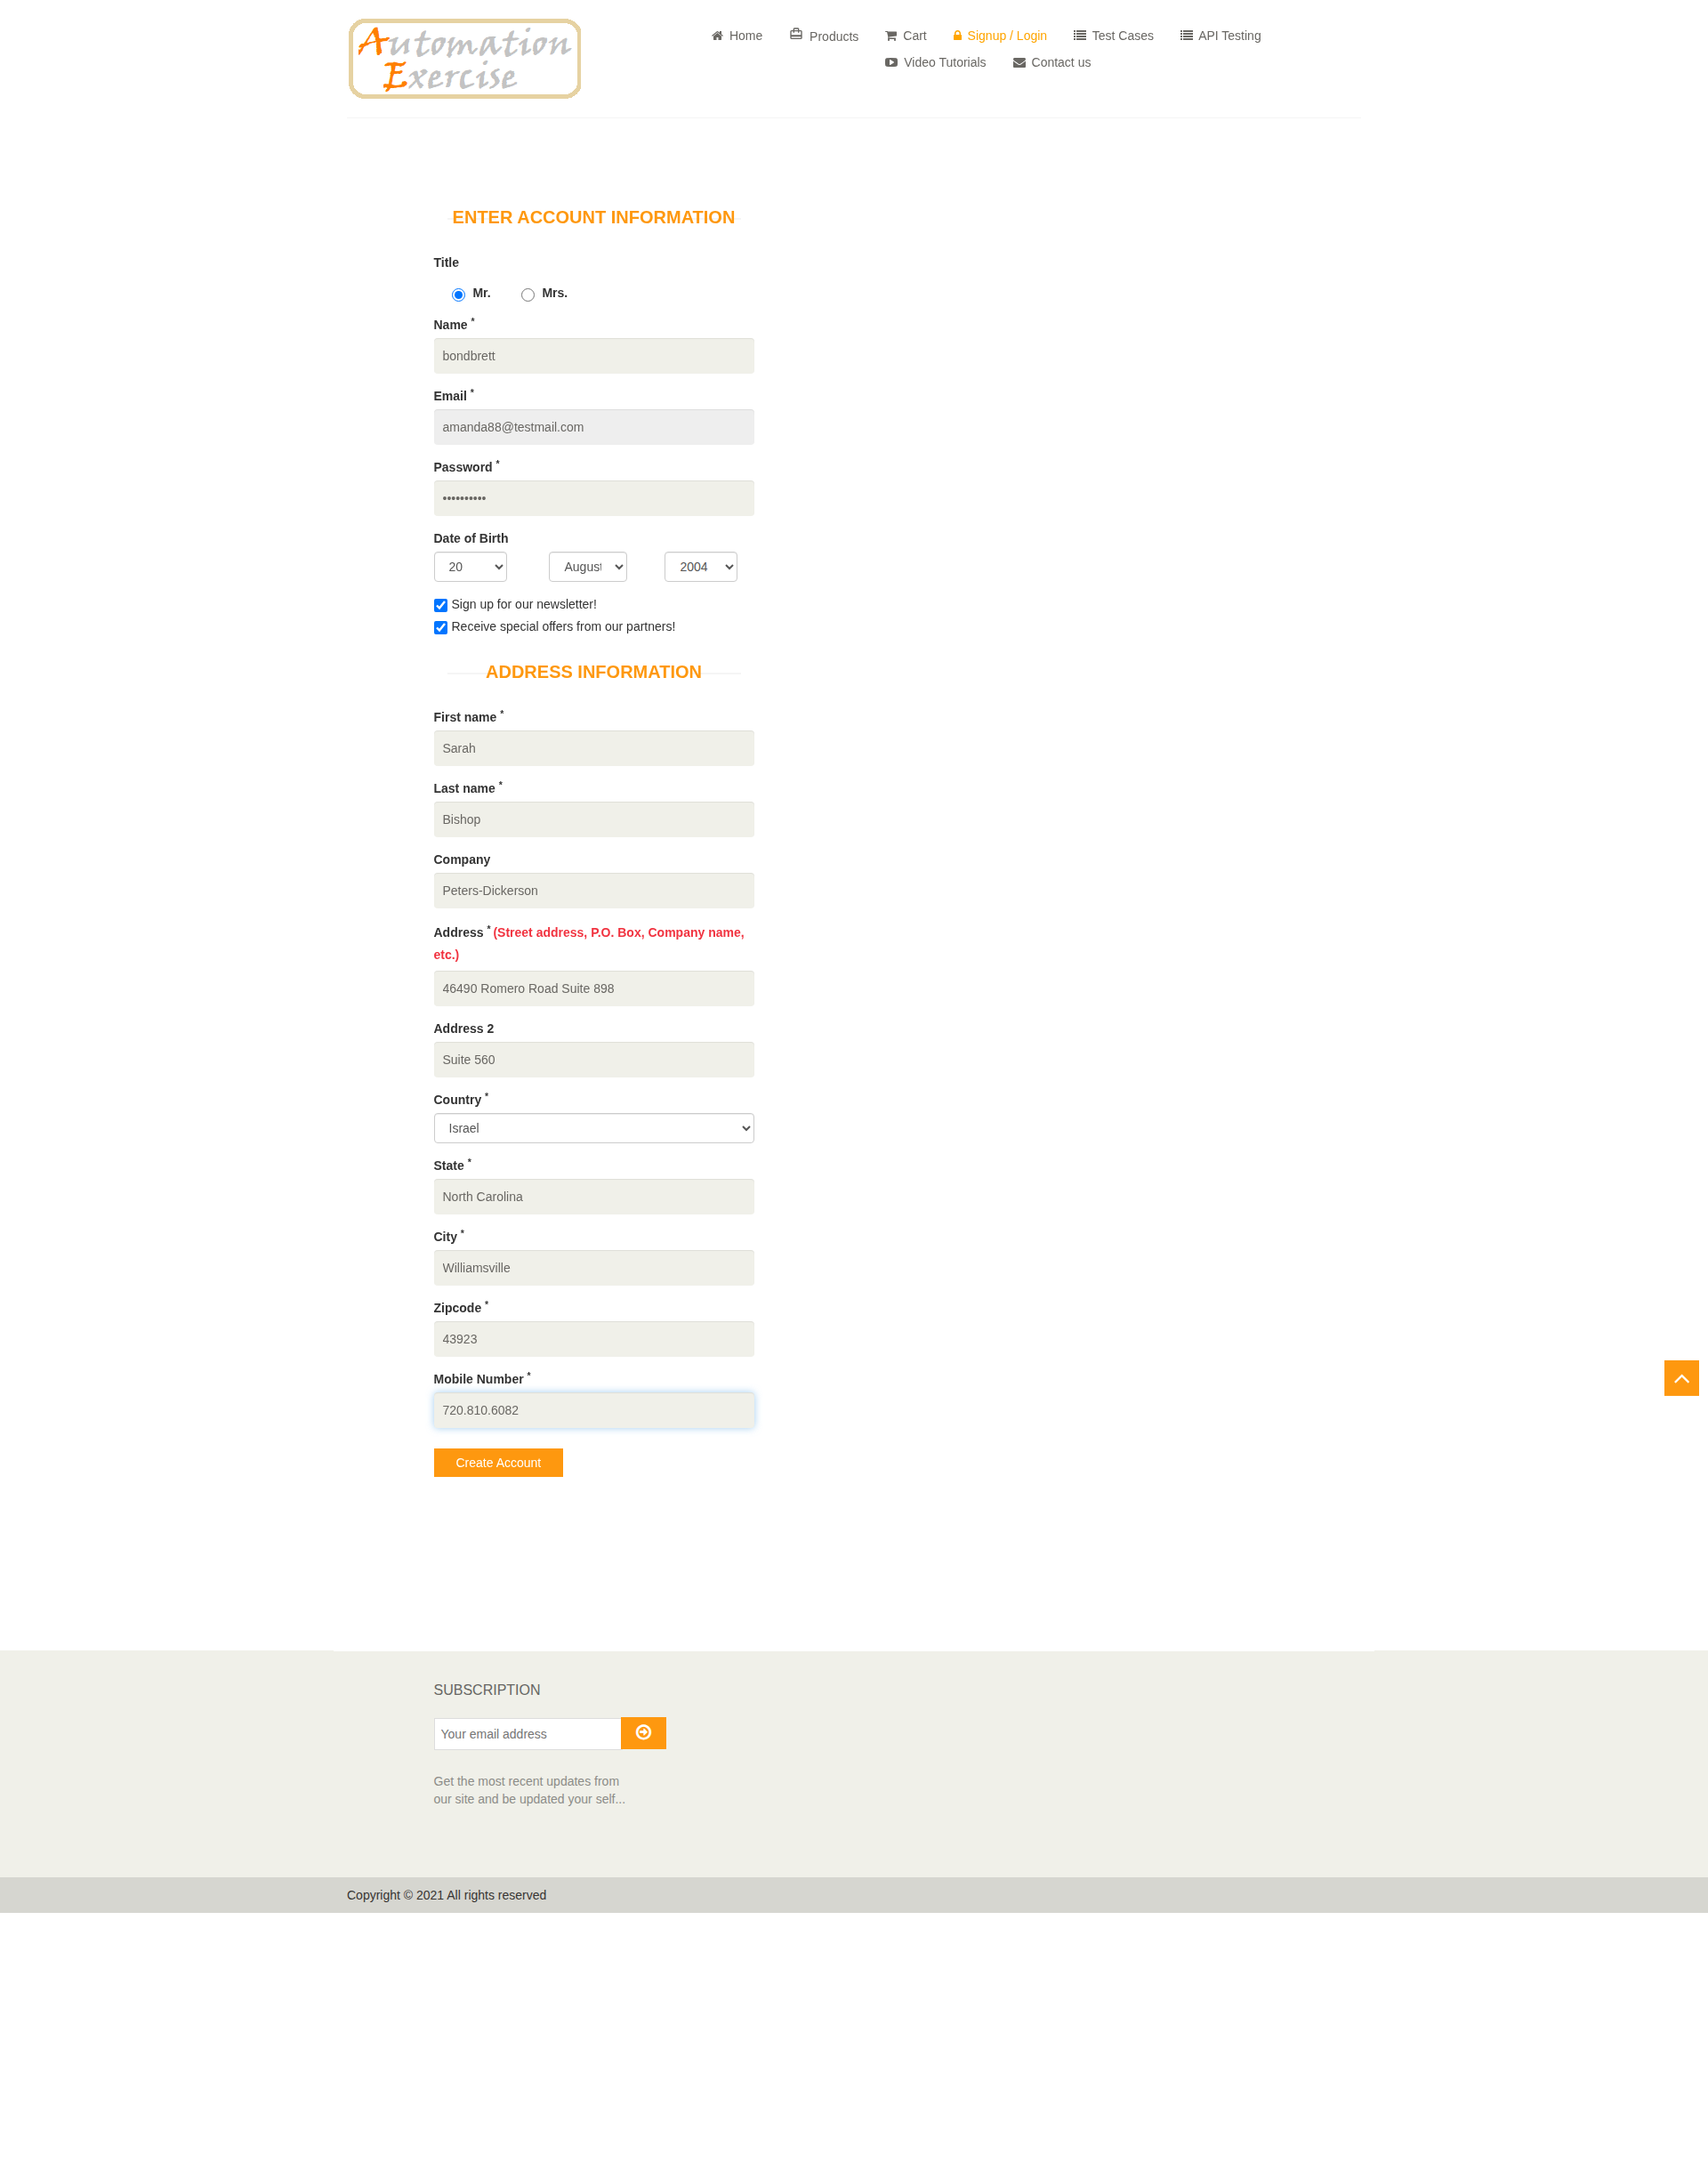 Automation
Exercise
Home
Products
Cart
Signup / Login
Test Cases
API Testing
Video Tutorials
Contact us
ENTER ACCOUNT INFORMATION
Title
Mr.
Mrs.
Name *
bondbrett
Email *
amanda88@testmail.com
Password *
••••••••••
Date of Birth
20
August
2004
Sign up for our newsletter!
Receive special offers from our partners!
ADDRESS INFORMATION
First name *
Sarah
Last name *
Bishop
Company
Peters-Dickerson
Address * (Street address, P.O. Box, Company name,
etc.)
46490 Romero Road Suite 898
Address 2
Suite 560
Country *
Israel
State *
North Carolina
City *
Williamsville
Zipcode *
43923
Mobile Number *
720.810.6082
Create Account
SUBSCRIPTION
Your email address
Get the most recent updates from
our site and be updated your self...
Copyright © 2021 All rights reserved